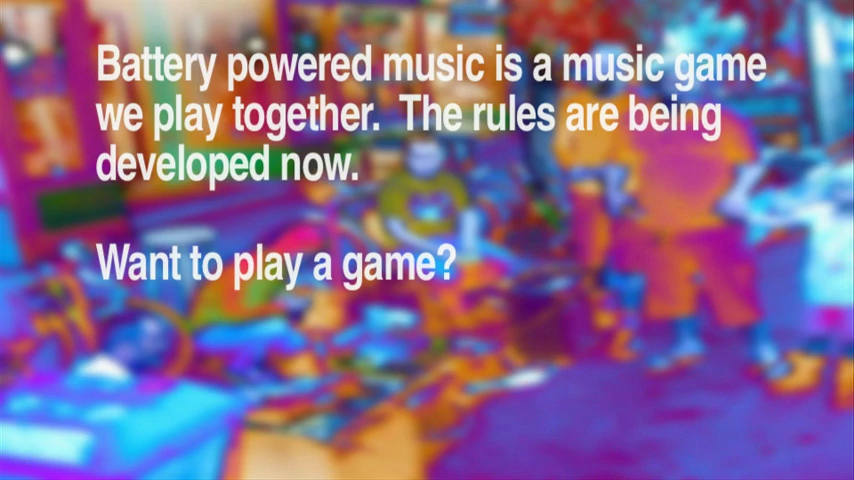 Battery powered music is a music game
we play together.  The rules are being
developed now.
Want to play a game?